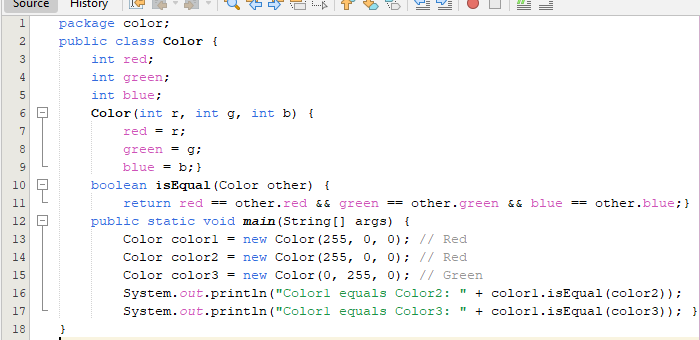 Source History
1 package color;
2 public class Color {
3 int red;
4 int green;
5 int blue;
6 Color(int r, int g, int b) {
7 red = r;
8 green = g;
9 blue = b;}
10 boolean isEqual(Color other) {
11 return red == other.red && green == other.green && blue == other.blue;}
12 public static void main(String[] args) {
13 Color color1 = new Color(255, 0, 0); // Red
14 Color color2 = new Color(255, 0, 0); // Red
15 Color color3 = new Color(0, 255, 0); // Green
16 System.out.println("Color1 equals Color2: " + color1.isEqual(color2));
17 System.out.println("Color1 equals Color3: " + color1.isEqual(color3)); }
18 }